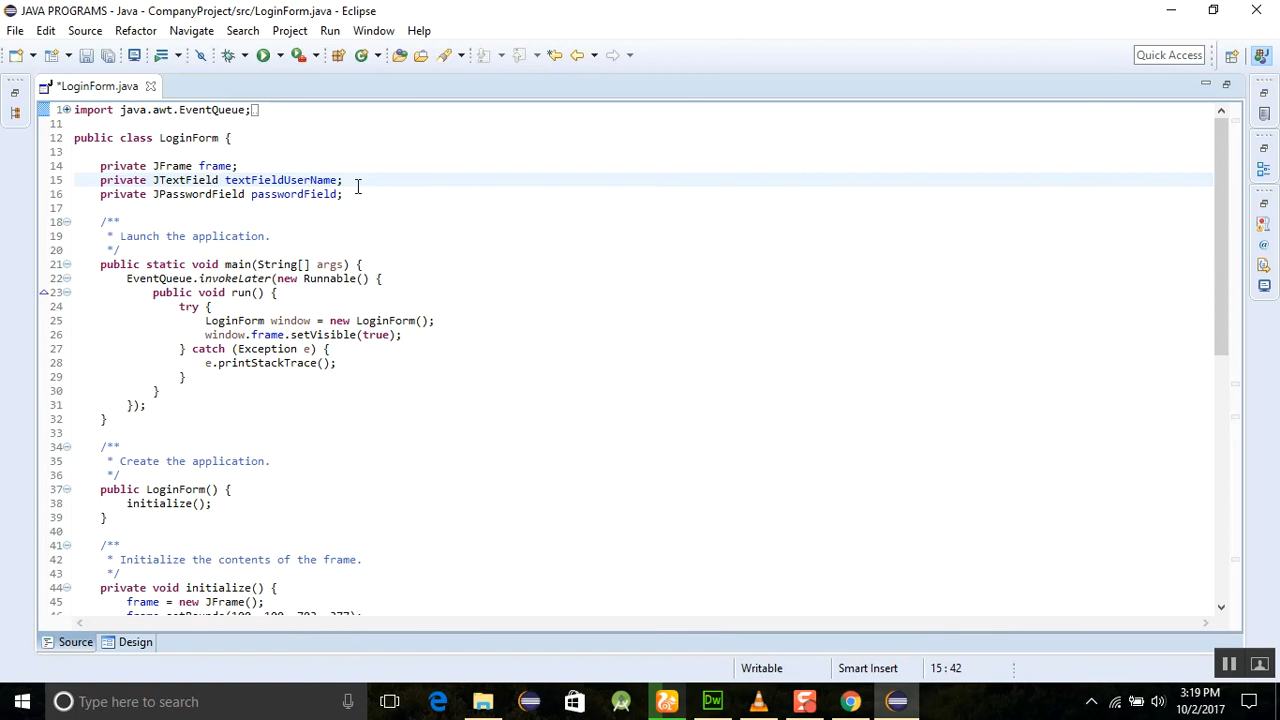 JAVA PROGRAMS - Java - CompanyProject/src/LoginForm.java - Eclipse
File Edit Source Refactor Navigate Search Project Run Window Help
Quick Access
*LoginForm.java
1 import java.awt.EventQueue;
11
12 public class LoginForm {
13
14 private JFrame frame;
15 private JTextField textFieldUserName;
16 private JPasswordField passwordField;
17
18 /**
19 * Launch the application.
20 */
21 public static void main(String[] args) {
22 EventQueue.invokeLater(new Runnable() {
23 public void run() {
24 try {
25 LoginForm window = new LoginForm();
26 window.frame.setVisible(true);
27 } catch (Exception e) {
28 e.printStackTrace();
29 }
30 }
31 });
32 }
33
34 /**
35 * Create the application.
36 */
37 public LoginForm() {
38 initialize();
39 }
40
41 /**
42 * Initialize the contents of the frame.
43 */
44 private void initialize() {
45 frame = new JFrame();
Source Design
Writable Smart Insert 15 : 42
Type here to search
Dw
3:19 PM
10/2/2017